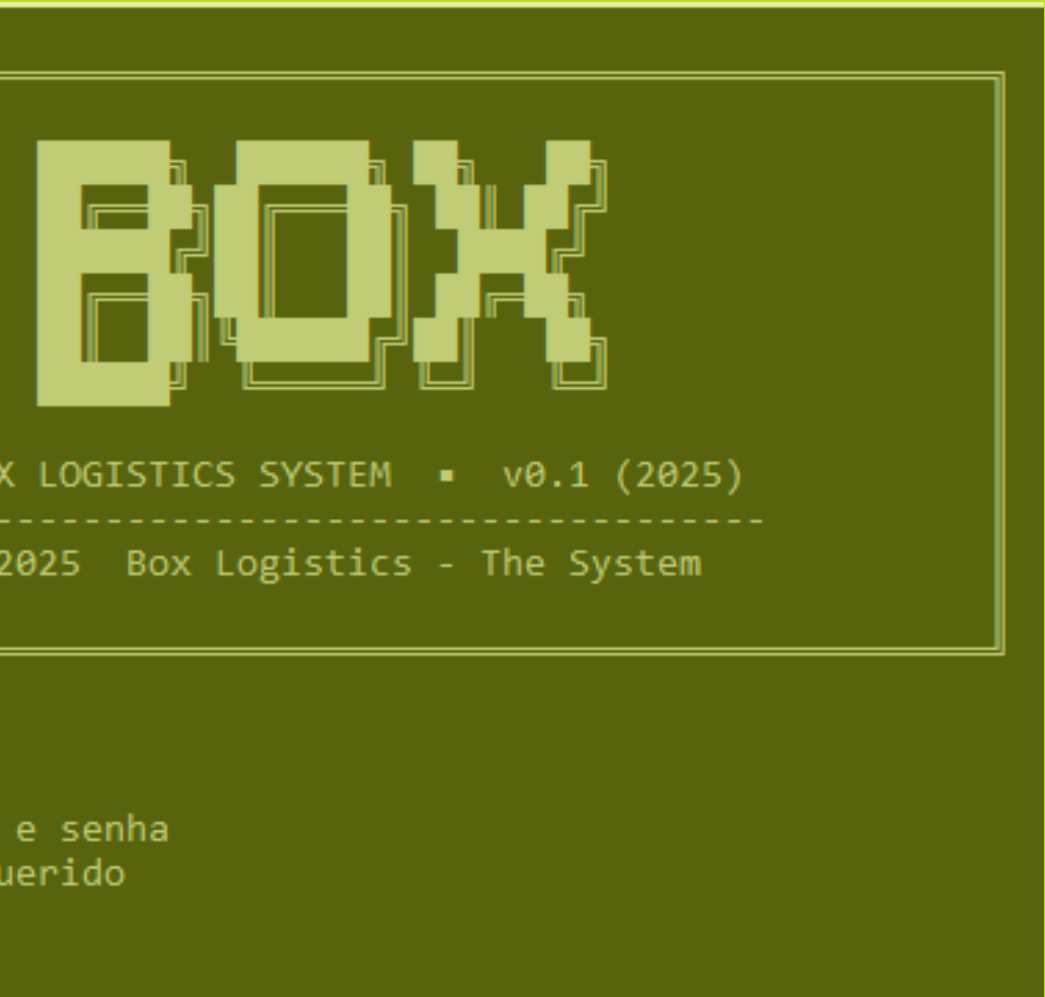 BOX
X LOGISTICS SYSTEM ▪ v0.1 (2025)
-----------------------------------
2025 Box Logistics - The System
e senha
uerido